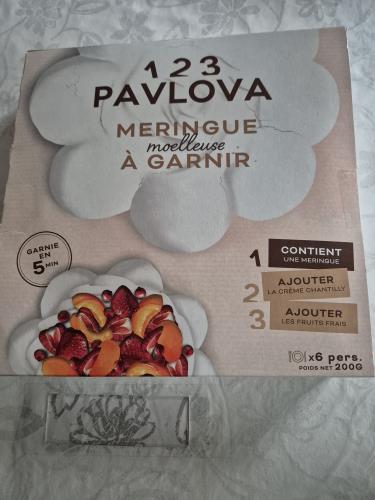 1 2 3
PAVLOVA
MERINGUE
moelleuse
À GARNIR
GARNIE
EN
5 MIN
1 CONTIENT
UNE MERINGUE
2 AJOUTER
LA CRÈME CHANTILLY
3 AJOUTER
LES FRUITS FRAIS
x6 pers.
POIDS NET 200G